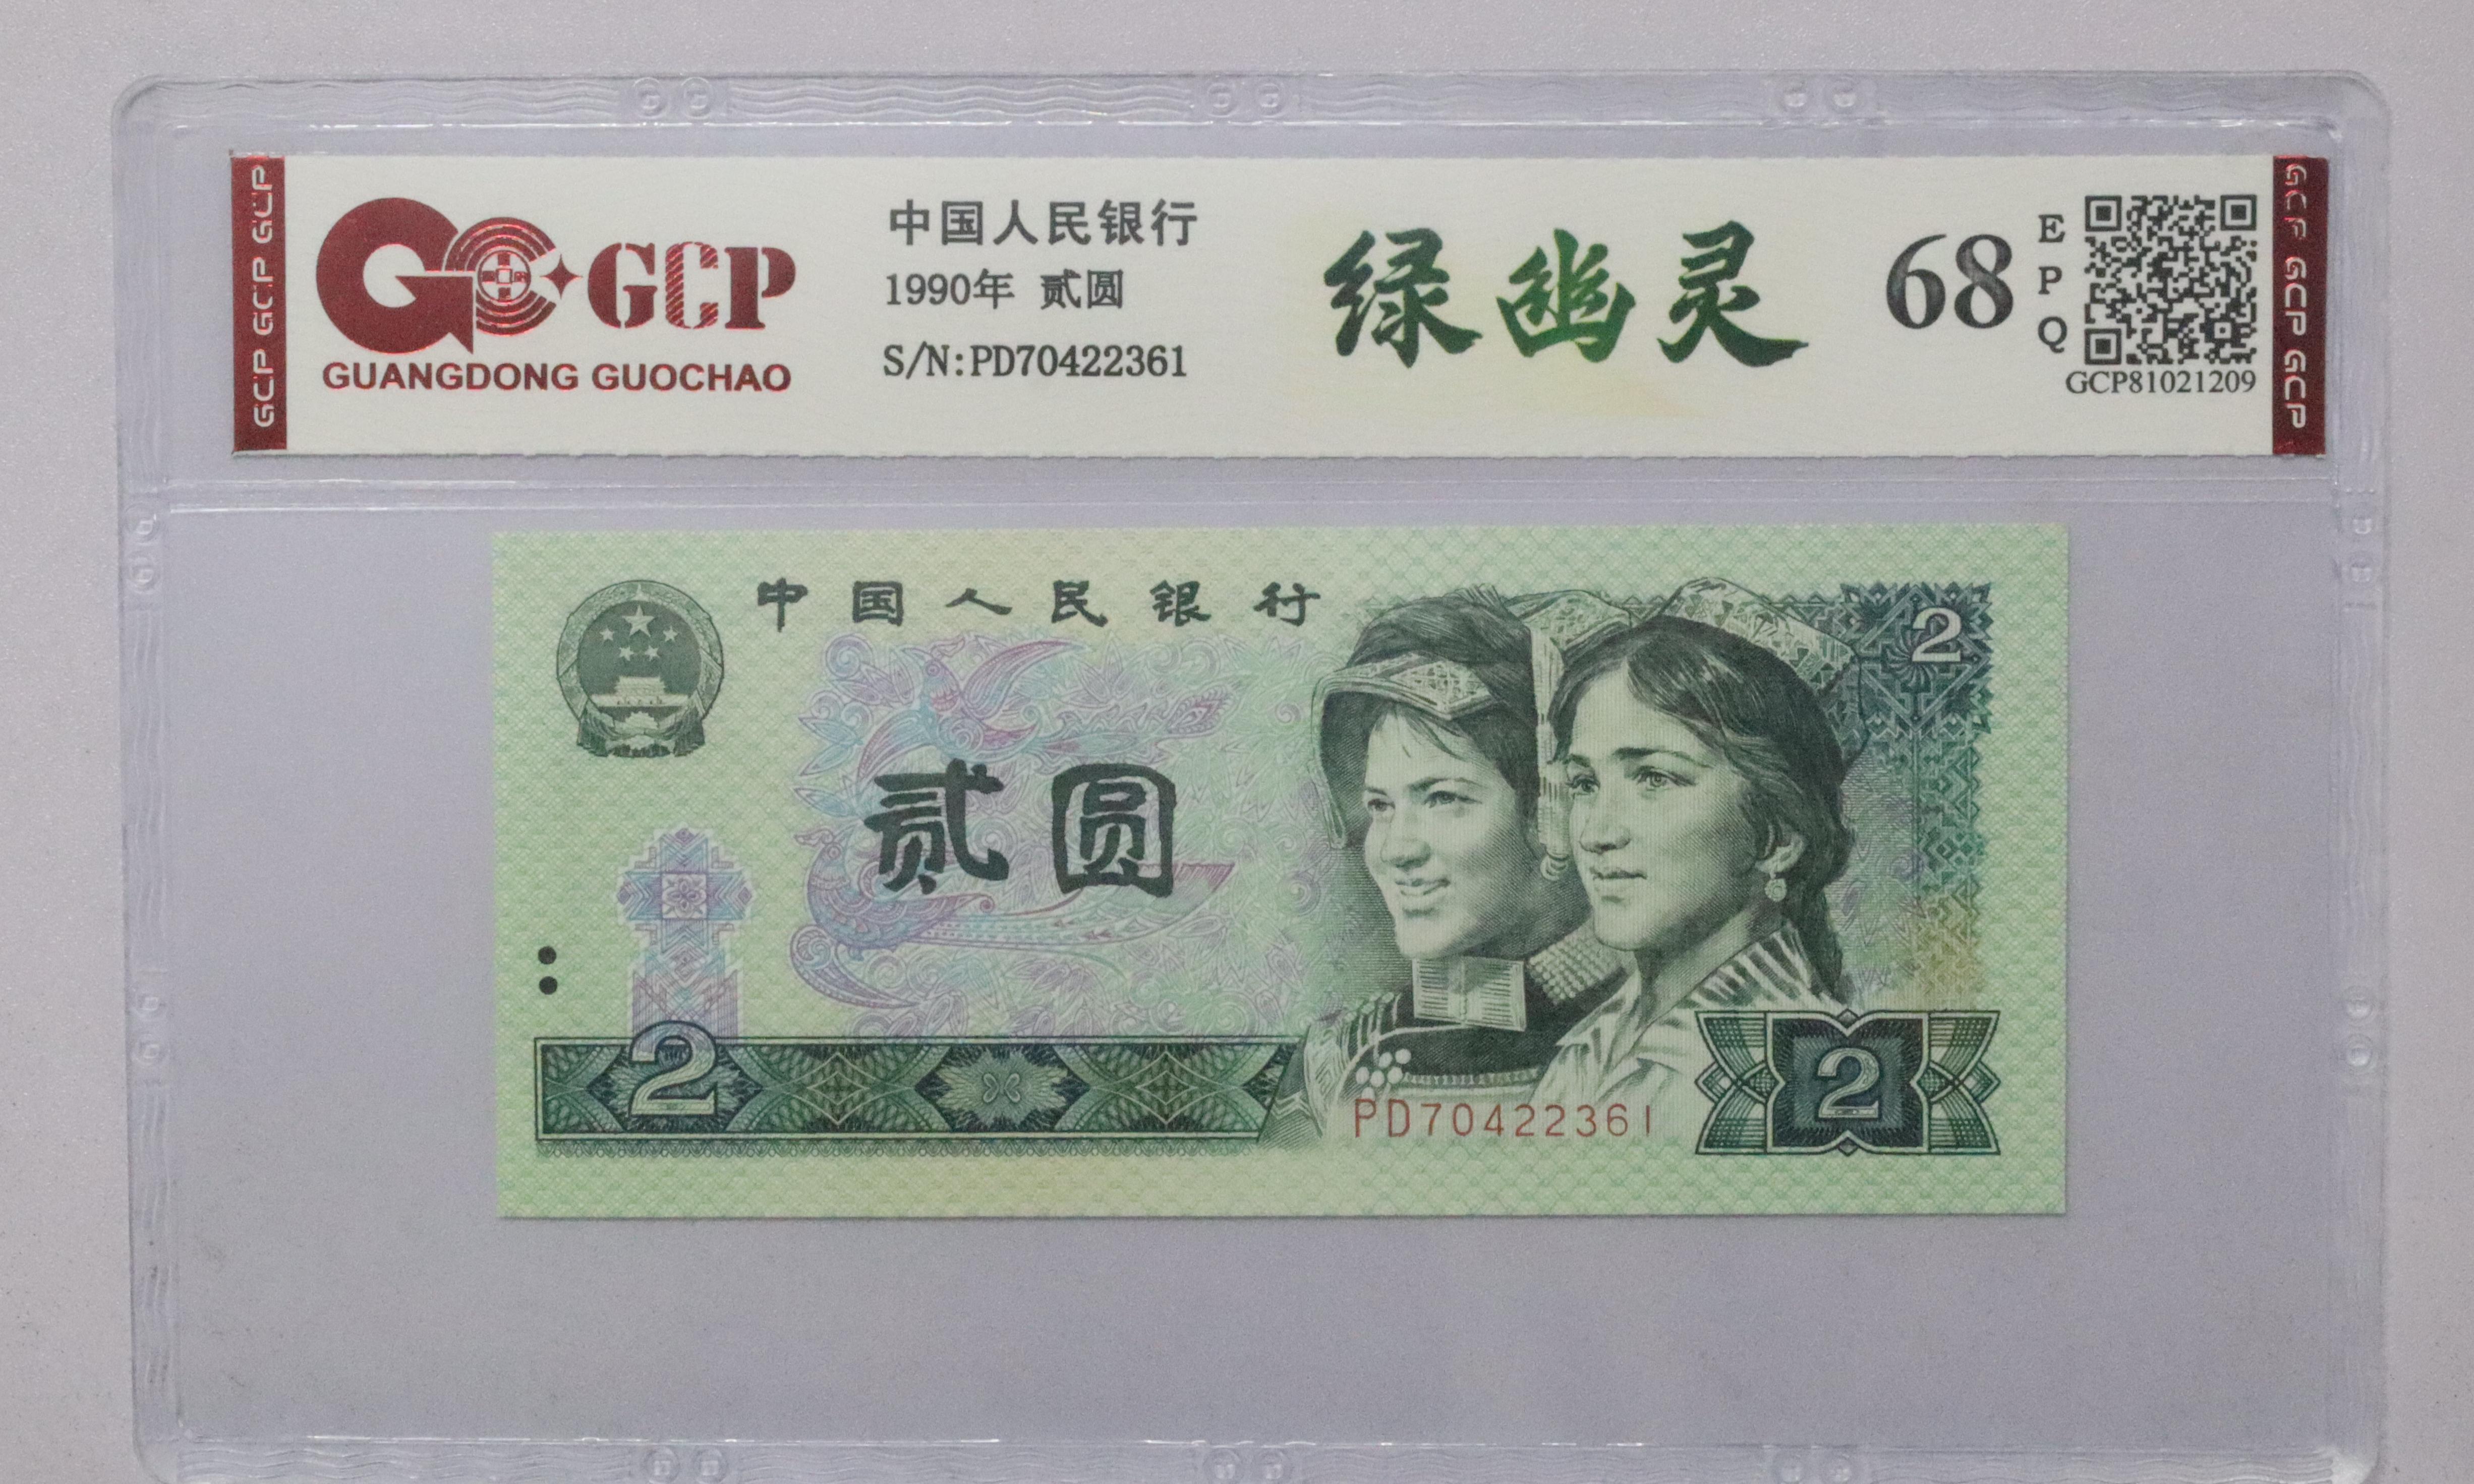 GCP GCP GCP
GCP
GUANGDONG GUOCHAO
中国人民银行
1990年 贰圆
S/N:PD70422361
绿幽灵
68
EPQ
GCP81021209
GCP GCP GCP
中国人民银行
2
贰圆
2
PD70422361
2